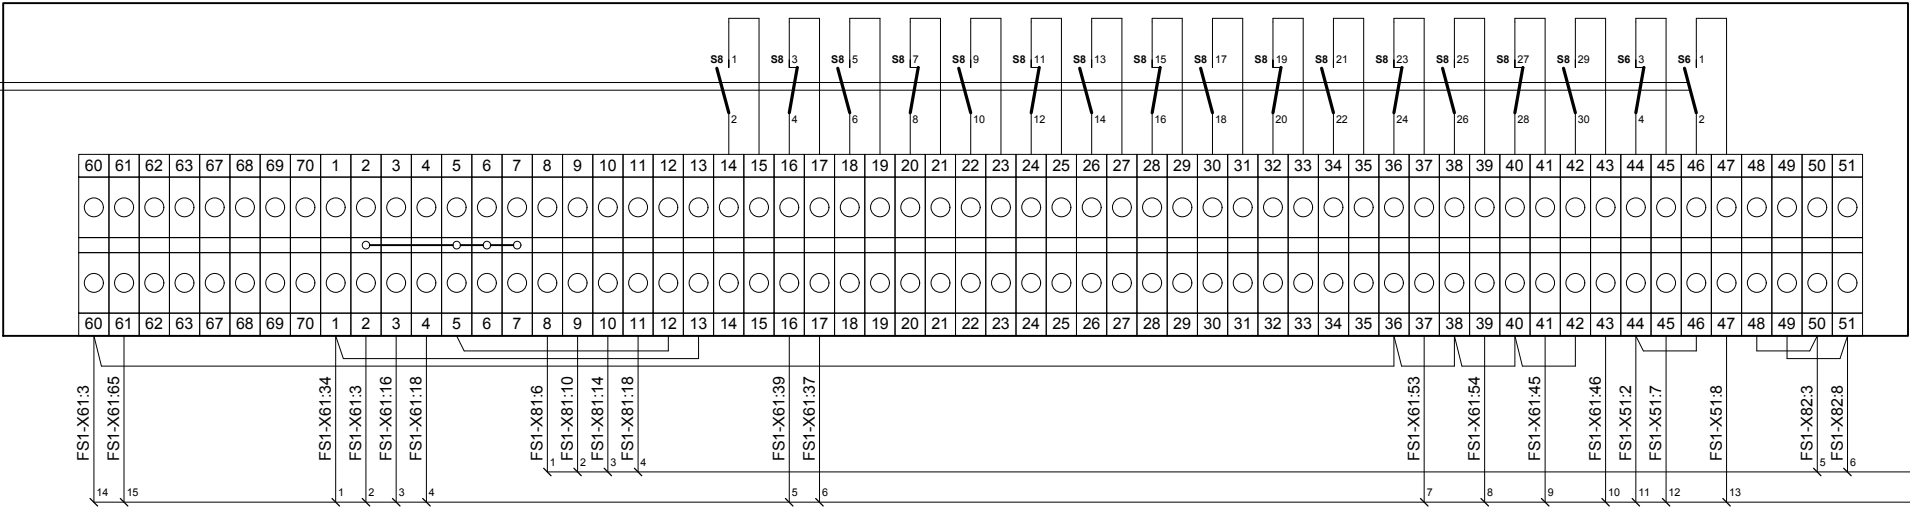 S8 1 S8 3 S8 5 S8 7 S8 9 S8 11 S8 13 S8 15 S8 17 S8 19 S8 21 S8 23 S8 25 S8 27 S8 29 S6 3 S6 1
2 4 6 8 10 12 14 16 18 20 22 24 26 28 30 4 2
60 61 62 63 67 68 69 70 1 2 3 4 5 6 7 8 9 10 11 12 13 14 15 16 17 18 19 20 21 22 23 24 25 26 27 28 29 30 31 32 33 34 35 36 37 38 39 40 41 42 43 44 45 46 47 48 49 50 51
60 61 62 63 67 68 69 70 1 2 3 4 5 6 7 8 9 10 11 12 13 14 15 16 17 18 19 20 21 22 23 24 25 26 27 28 29 30 31 32 33 34 35 36 37 38 39 40 41 42 43 44 45 46 47 48 49 50 51
FS1-X61:3
FS1-X61:65
FS1-X61:34
FS1-X61:3
FS1-X61:16
FS1-X61:18
FS1-X81:6
FS1-X81:10
FS1-X81:14
FS1-X81:18
FS1-X61:39
FS1-X61:37
FS1-X61:53
FS1-X61:54
FS1-X61:45
FS1-X61:46
FS1-X51:2
FS1-X51:7
FS1-X51:8
FS1-X82:3
FS1-X82:8
1 2 3 4 5 6
14 15 1 2 3 4 5 6 7 8 9 10 11 12 13